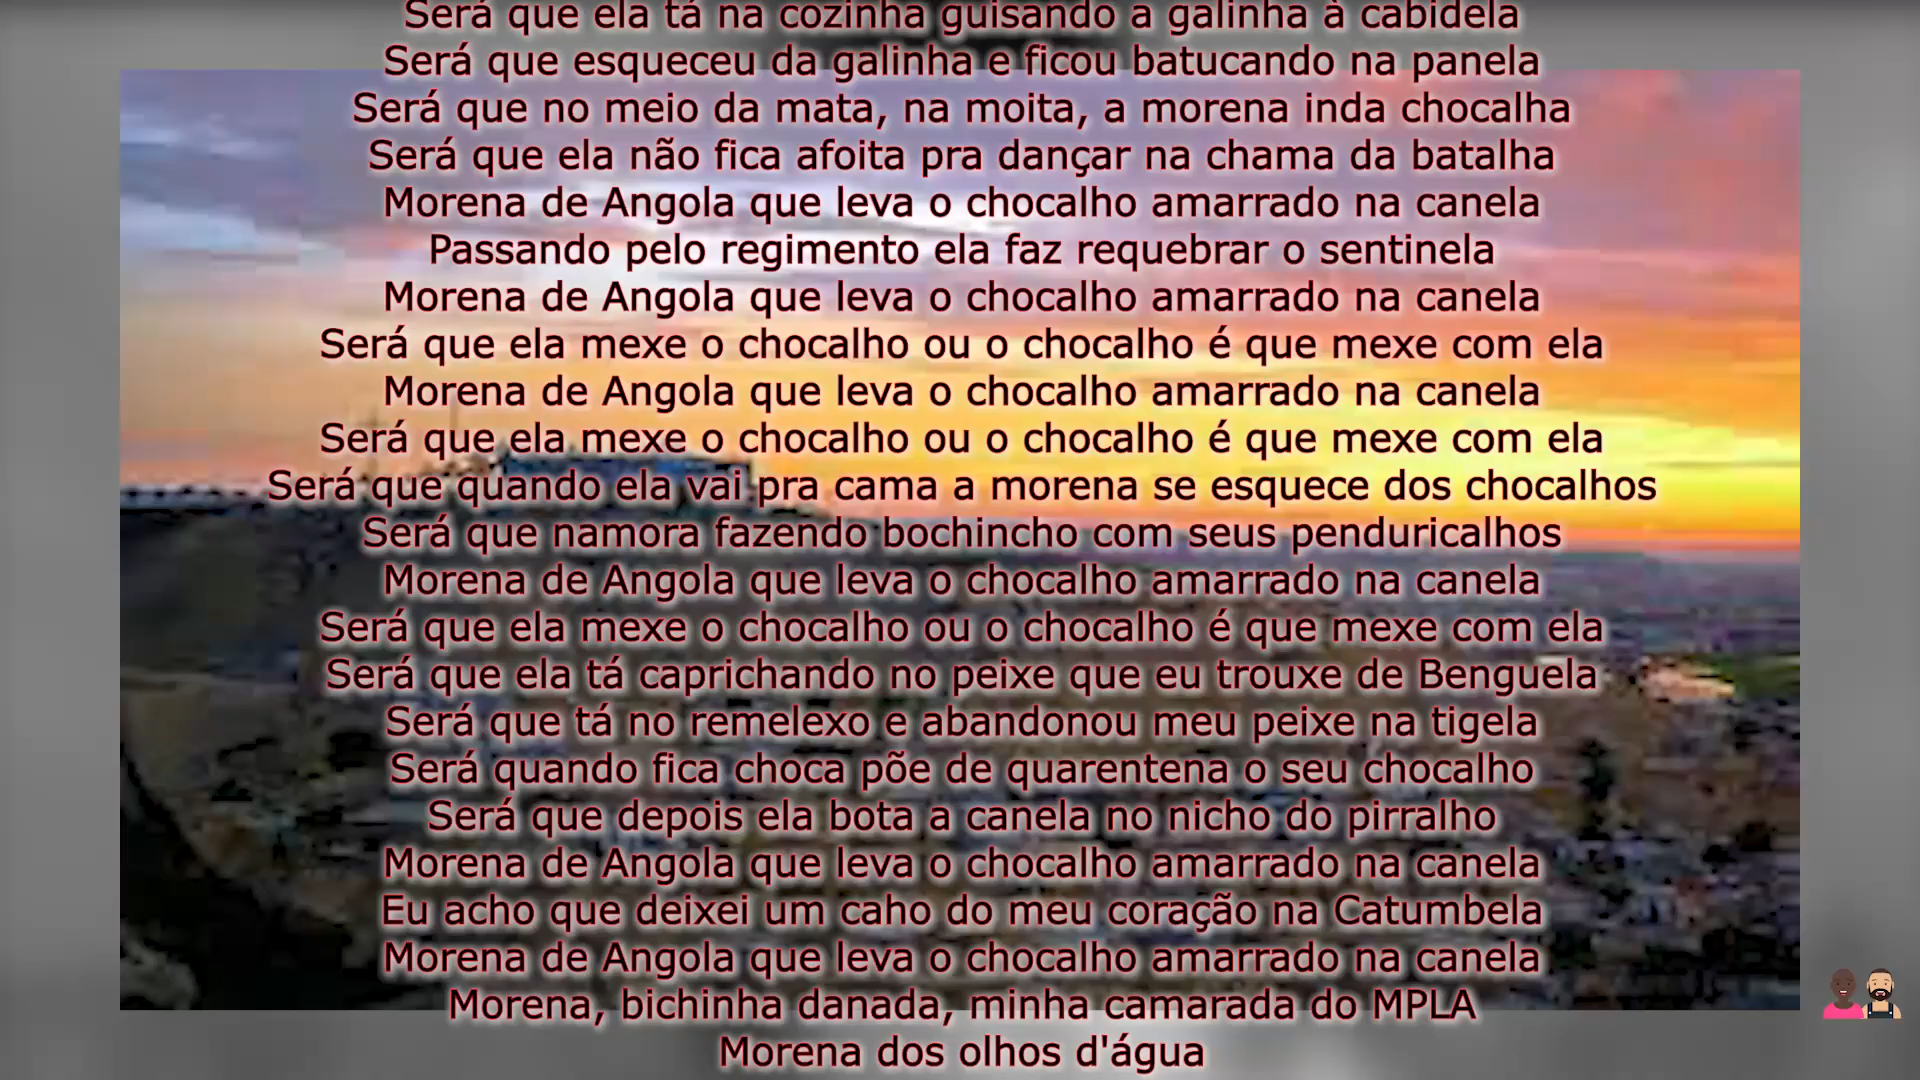 Será que ela tá na cozinha guisando a galinha à cabidela
Será que esqueceu da galinha e ficou batucando na panela
Será que no meio da mata, na moita, a morena inda chocalha
Será que ela não fica afoita pra dançar na chama da batalha
Morena de Angola que leva o chocalho amarrado na canela
Passando pelo regimento ela faz requebrar o sentinela
Morena de Angola que leva o chocalho amarrado na canela
Será que ela mexe o chocalho ou o chocalho é que mexe com ela
Morena de Angola que leva o chocalho amarrado na canela
Será que ela mexe o chocalho ou o chocalho é que mexe com ela
Será que quando ela vai pra cama a morena se esquece dos chocalhos
Será que namora fazendo bochincho com seus penduricalhos
Morena de Angola que leva o chocalho amarrado na canela
Será que ela mexe o chocalho ou o chocalho é que mexe com ela
Será que ela tá caprichando no peixe que eu trouxe de Benguela
Será que tá no remelexo e abandonou meu peixe na tigela
Será quando fica choca põe de quarentena o seu chocalho
Será que depois ela bota a canela no nicho do pirralho
Morena de Angola que leva o chocalho amarrado na canela
Eu acho que deixei um caho do meu coração na Catumbela
Morena de Angola que leva o chocalho amarrado na canela
Morena, bichinha danada, minha camarada do MPLA
Morena dos olhos d'água